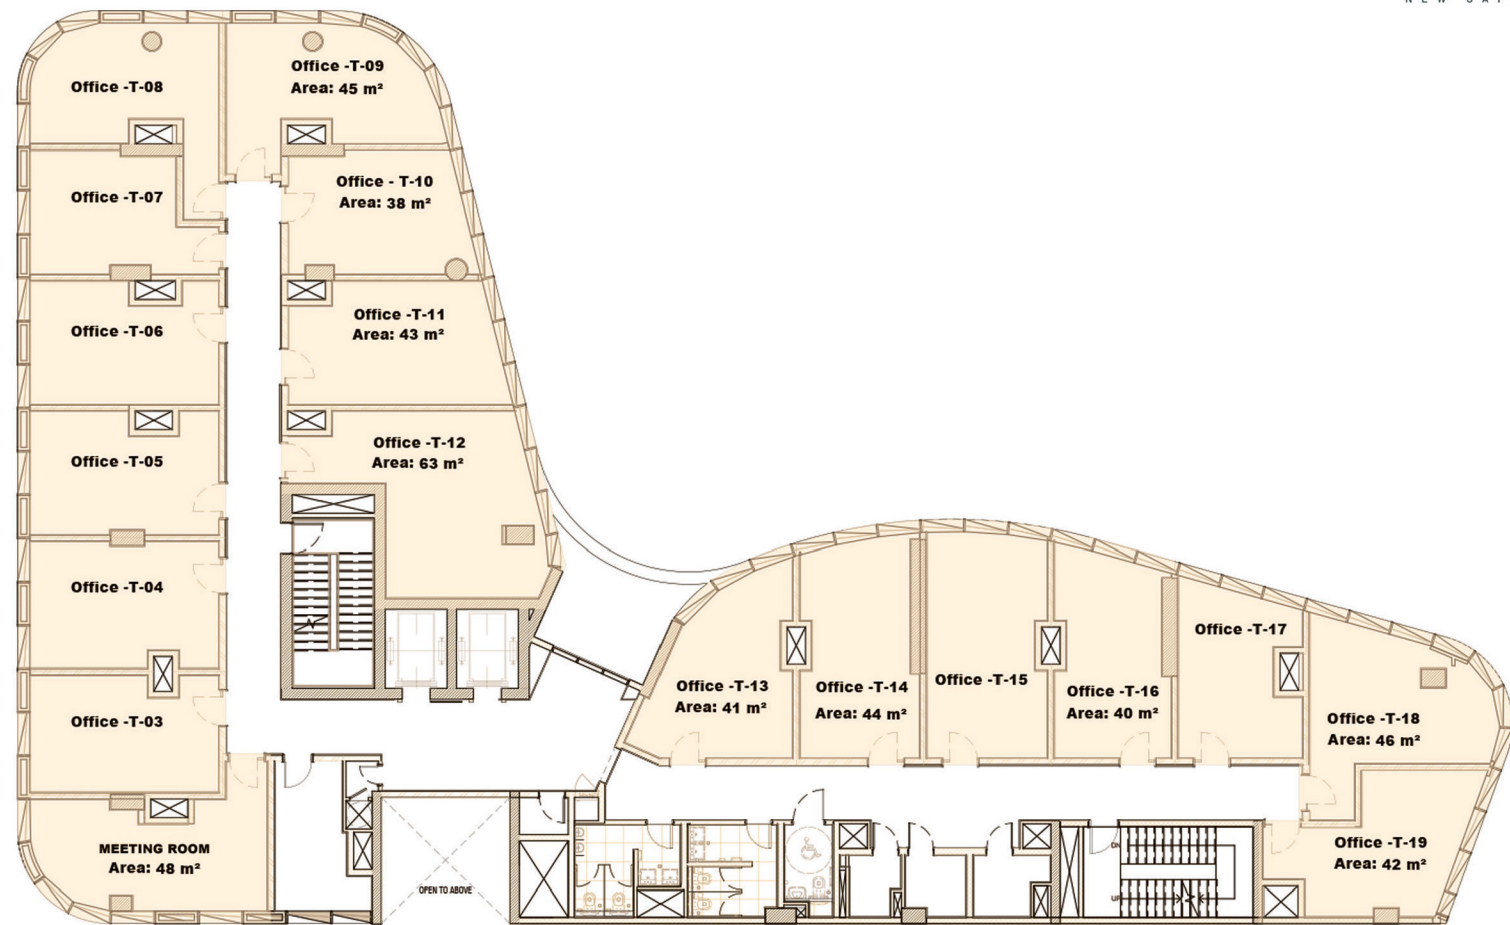 Office -T-08
Office -T-09
Area: 45 m²
Office -T-07
Office - T-10
Area: 38 m²
Office -T-06
Office -T-11
Area: 43 m²
Office -T-05
Office -T-12
Area: 63 m²
Office -T-04
Office -T-03
MEETING ROOM
Area: 48 m²
OPEN TO ABOVE
Office -T-13
Area: 41 m²
Office -T-14
Area: 44 m²
Office -T-15
Office -T-16
Area: 40 m²
Office -T-17
Office -T-18
Area: 46 m²
Office -T-19
Area: 42 m²
DN
UP